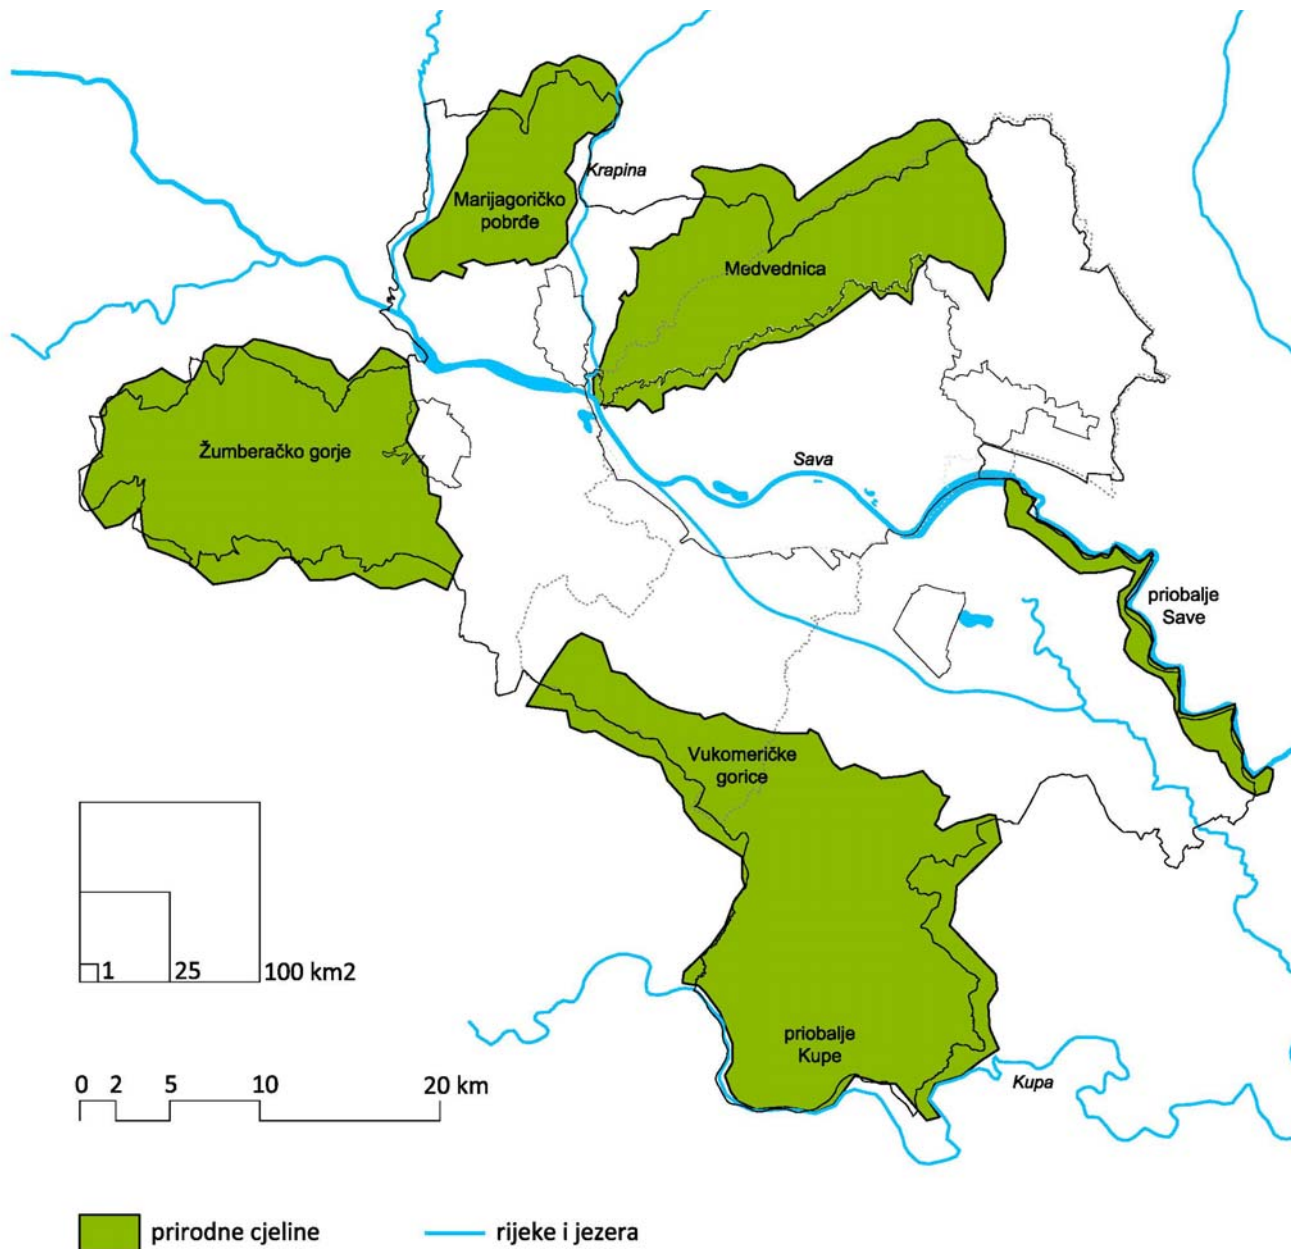 Krapina
Marijagoričko
pobrđe
Medvednica
Žumberačko gorje
Sava
priobalje
Save
Vukomeričke
gorice
1
25
100 km2
priobalje
Kupe
Kupa
0 2 5 10 20 km
prirodne cjeline
rijeke i jezera